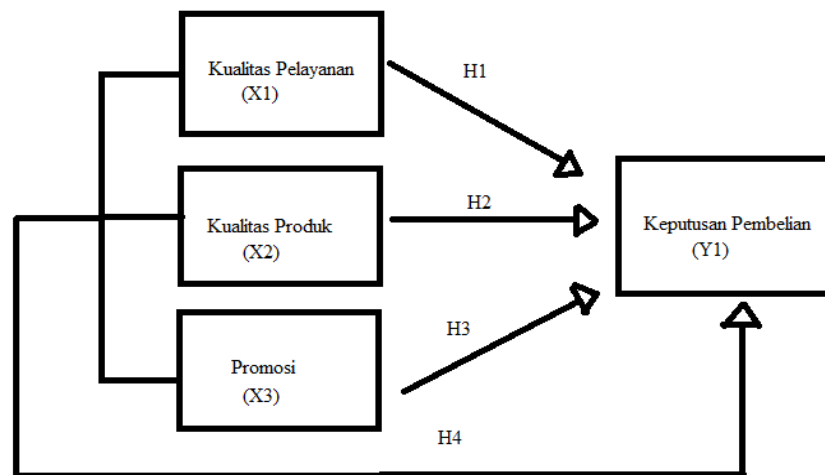 Kualitas Pelayanan
(X1)
H1
Kualitas Produk
(X2)
H2
Keputusan Pembelian
(Y1)
Promosi
(X3)
H3
H4